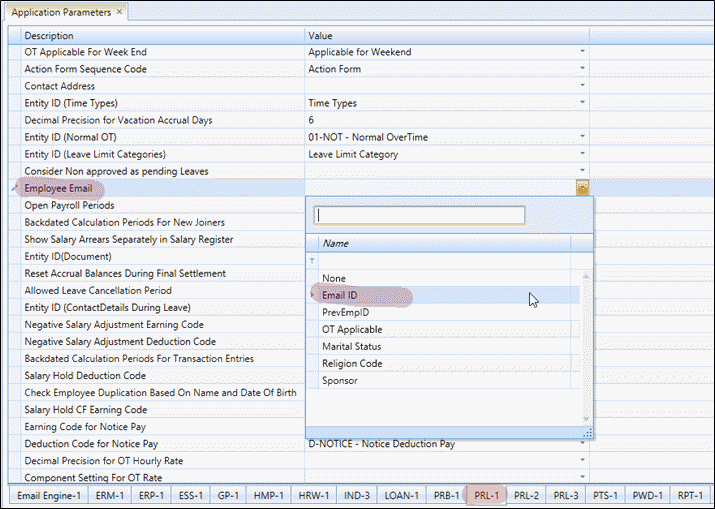 Application Parameters ×
Description Value
OT Applicable For Week End Applicable for Weekend
Action Form Sequence Code Action Form
Contact Address
Entity ID (Time Types) Time Types
Decimal Precision for Vacation Accrual Days 6
Entity ID (Normal OT) 01-NOT - Normal OverTime
Entity ID (Leave Limit Categories) Leave Limit Category
Consider Non approved as pending Leaves
Employee Email
Open Payroll Periods
Backdated Calculation Periods For New Joiners
Show Salary Arrears Separately in Salary Register
Name
Entity ID(Document)
Reset Accrual Balances During Final Settlement
None
Allowed Leave Cancellation Period
Email ID
Entity ID (ContactDetails During Leave)
PrevEmpID
Negative Salary Adjustment Earning Code
OT Applicable
Negative Salary Adjustment Deduction Code
Marital Status
Backdated Calculation Periods For Transaction Entries
Religion Code
Salary Hold Deduction Code
Sponsor
Check Employee Duplication Based On Name and Date Of Birth
Salary Hold CF Earning Code
Earning Code for Notice Pay
Deduction Code for Notice Pay D-NOTICE - Notice Deduction Pay
Decimal Precision for OT Hourly Rate
Component Setting For OT Rate
Email Engine-1 ERM-1 ERP-1 ESS-1 GP-1 HMP-1 HRW-1 IND-3 LOAN-1 PRB-1 PRL-1 PRL-2 PRL-3 PTS-1 PWD-1 RPT-1